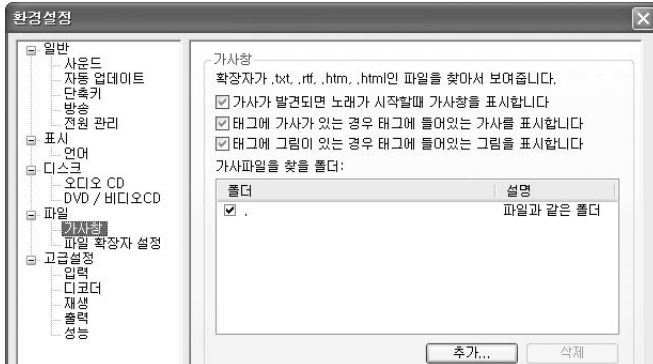 환경설정
일반
사운드
자동 업데이트
단축키
방송
전원 관리
표시
언어
디스크
오디오 CD
DVD / 비디오CD
파일
가사창
파일 확장자 설정
고급설정
입력
디코더
재생
출력
성능
가사창
확장자가 .txt, .rtf, .htm, .html인 파일을 찾아서 보여줍니다.
가사가 발견되면 노래가 시작할때 가사창을 표시합니다
태그에 가사가 있는 경우 태그에 들어있는 가사를 표시합니다
태그에 그림이 있는 경우 태그에 들어있는 그림을 표시합니다
가사파일을 찾을 폴더:
폴더 설명
. 파일과 같은 폴더
추가... 삭제